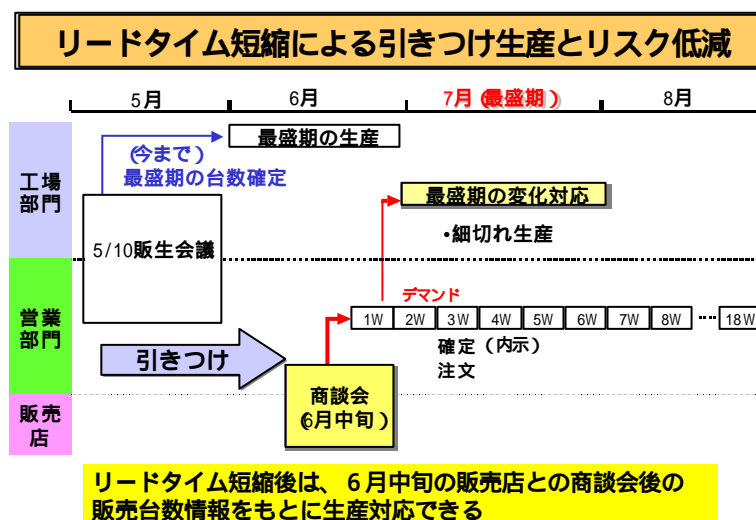 リードタイム短縮による引きつけ生産とリスク低減
5月 6月 7月(最盛期) 8月
工場
部門
(今まで)
最盛期の台数確定
最盛期の生産
5/10販生会議
最盛期の変化対応
・細切れ生産
営業
部門
デマンド
1W 2W 3W 4W 5W 6W 7W 8W 18W
確定(内示)
注文
引きつけ
販売
店
商談会
(6月中旬)
リードタイム短縮後は、6月中旬の販売店との商談会後の
販売台数情報をもとに生産対応できる